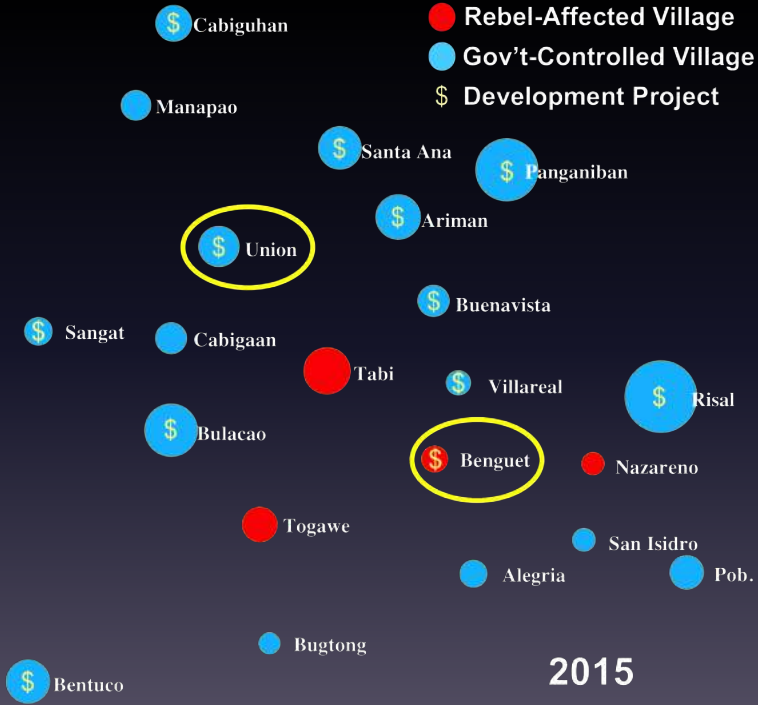 Rebel-Affected Village
Gov't-Controlled Village
$ Development Project
$ Cabiguhan
Manapao
$ Santa Ana
$ Panganiban
$ Ariman
$ Union
$ Buenavista
$ Sangat
Cabigaan
Tabi
$ Villareal
$ Risal
$ Bulacao
$ Benguet
Nazareno
Togawe
San Isidro
Alegria
Pob.
Bugtong
2015
$ Bentuco